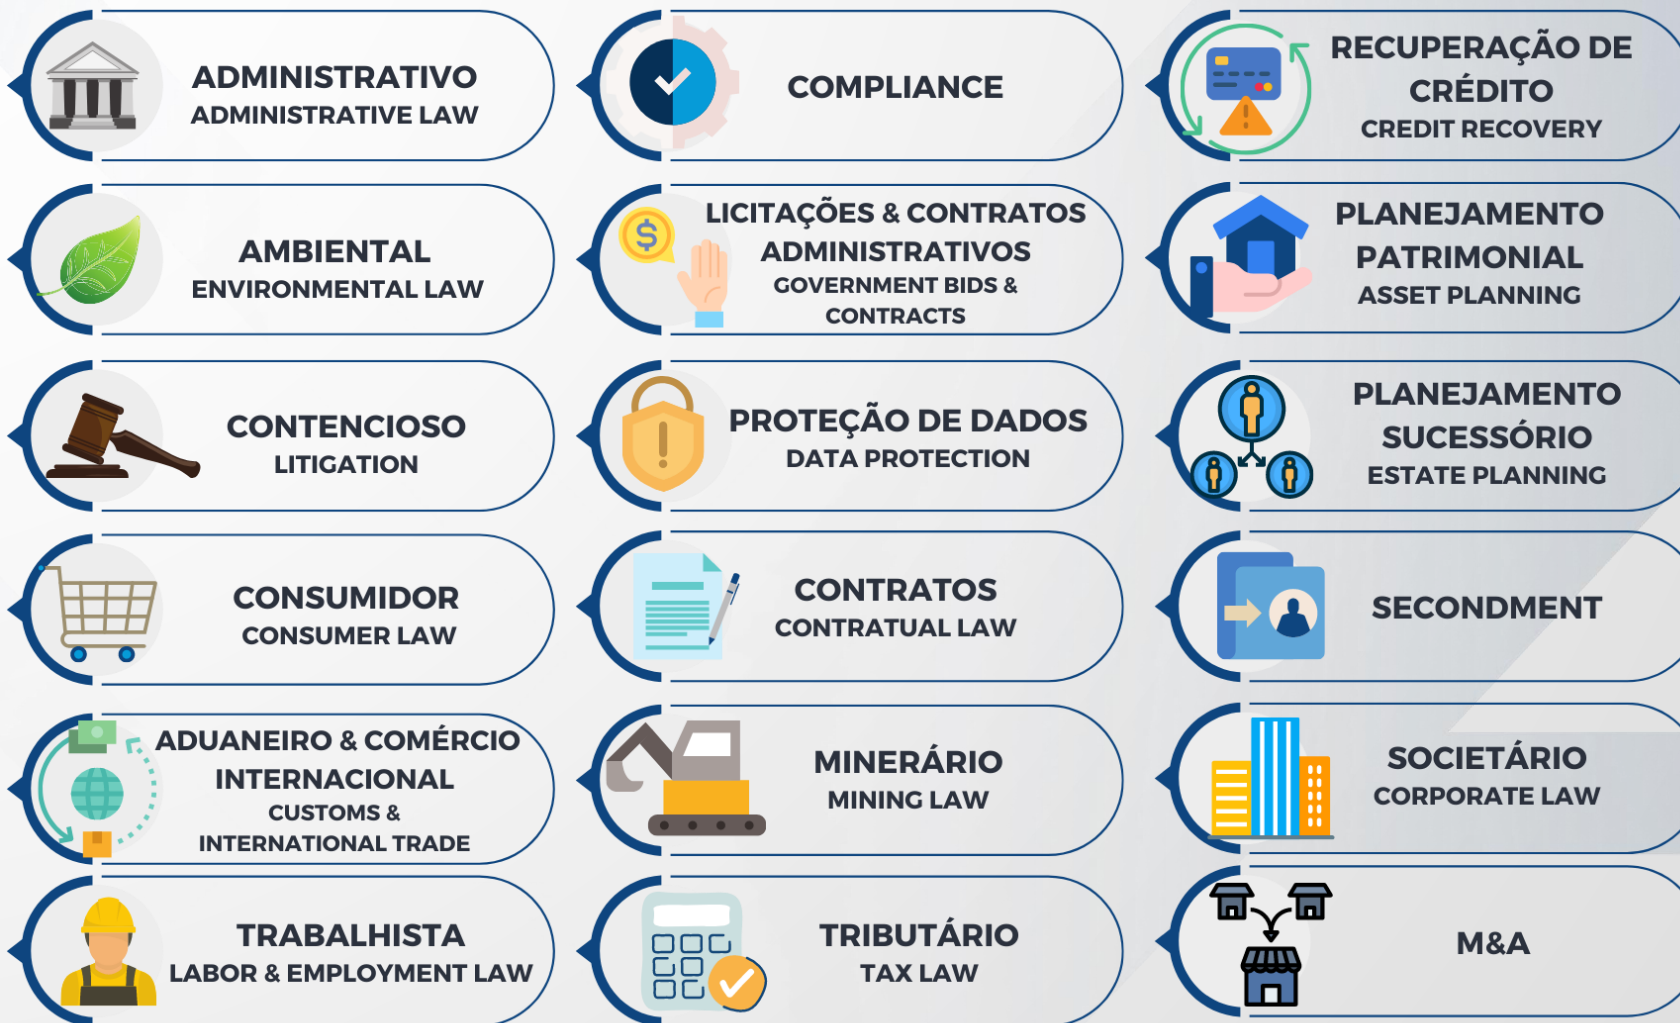 ADMINISTRATIVO
ADMINISTRATIVE LAW
COMPLIANCE
RECUPERAÇÃO DE
CRÉDITO
CREDIT RECOVERY
AMBIENTAL
ENVIRONMENTAL LAW
LICITAÇÕES & CONTRATOS
ADMINISTRATIVOS
GOVERNMENT BIDS &
CONTRACTS
PLANEJAMENTO
PATRIMONIAL
ASSET PLANNING
CONTENCIOSO
LITIGATION
PROTEÇÃO DE DADOS
DATA PROTECTION
PLANEJAMENTO
SUCESSÓRIO
ESTATE PLANNING
CONSUMIDOR
CONSUMER LAW
CONTRATOS
CONTRATUAL LAW
SECONDMENT
ADUANEIRO & COMÉRCIO
INTERNACIONAL
CUSTOMS &
INTERNATIONAL TRADE
MINERÁRIO
MINING LAW
SOCIETÁRIO
CORPORATE LAW
TRABALHISTA
LABOR & EMPLOYMENT LAW
TRIBUTÁRIO
TAX LAW
M&A